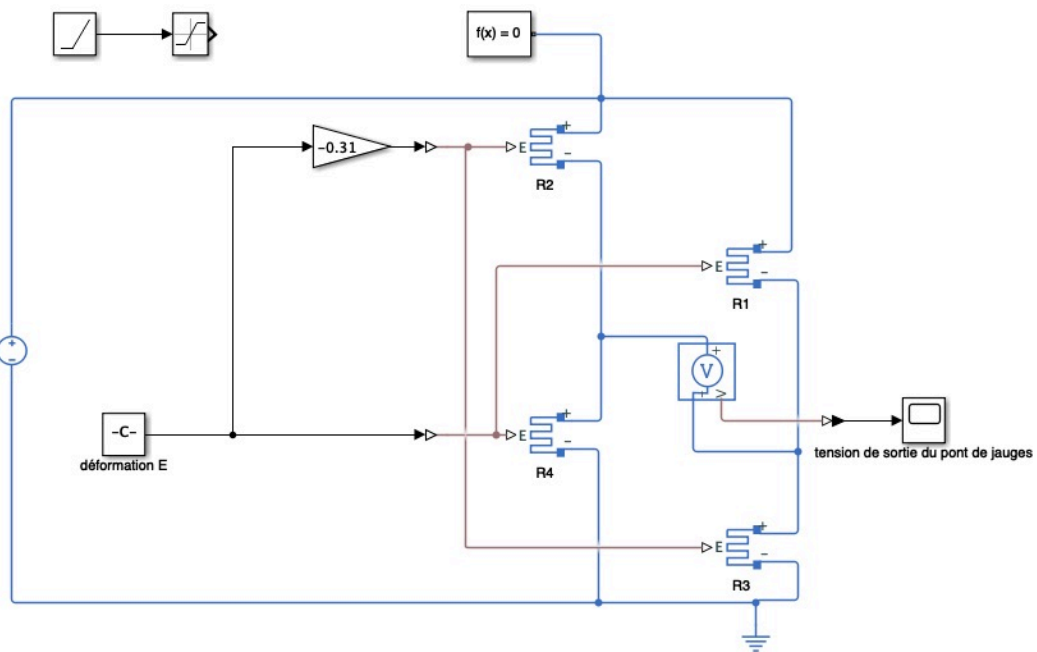 f(x) = 0
-0.31
+
E
-
R2
+
E
-
R1
+
-
+
V
+
V
-C-
déformation E
+
E
-
R4
tension de sortie du pont de jauges
+
E
-
R3